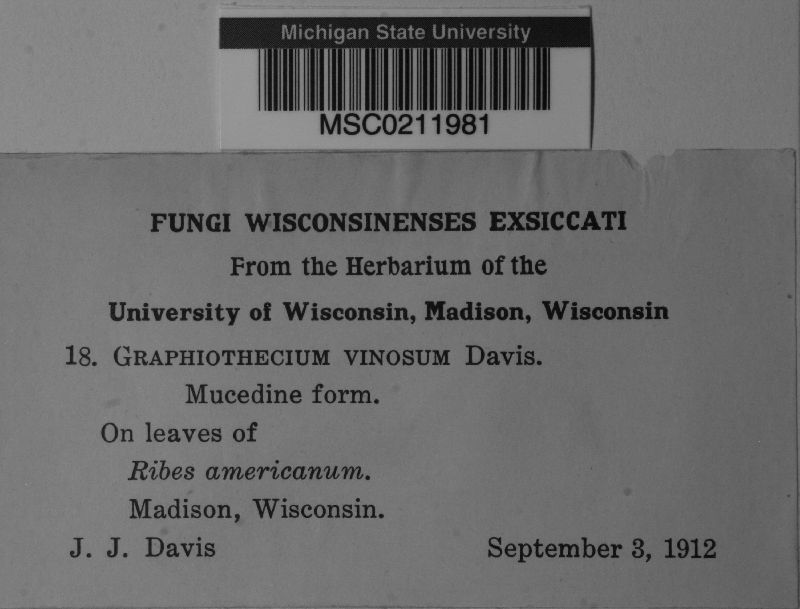 Michigan State University
MSC0211981
FUNGI WISCONSINENSES EXSICCATI
From the Herbarium of the
University of Wisconsin, Madison, Wisconsin
18. GRAPHIOTHECIUM VINOSUM Davis.
Mucedine form.
On leaves of
Ribes americanum.
Madison, Wisconsin.
J. J. Davis September 3, 1912